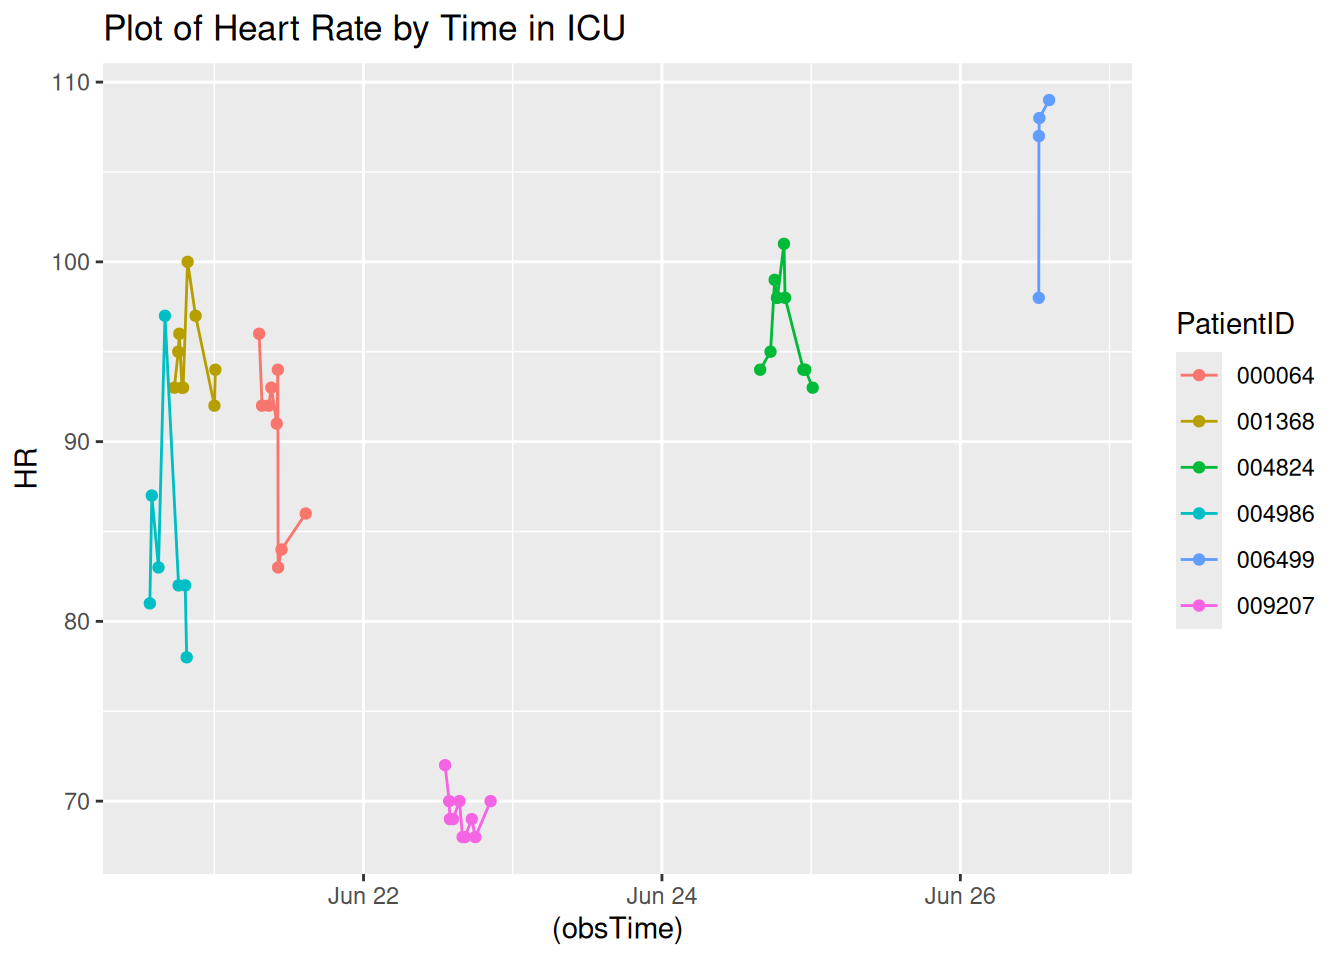 Plot of Heart Rate by Time in ICU
110
100
90
80
70
HR
Jun 22
Jun 24
Jun 26
(obsTime)
PatientID
000064
001368
004824
004986
006499
009207